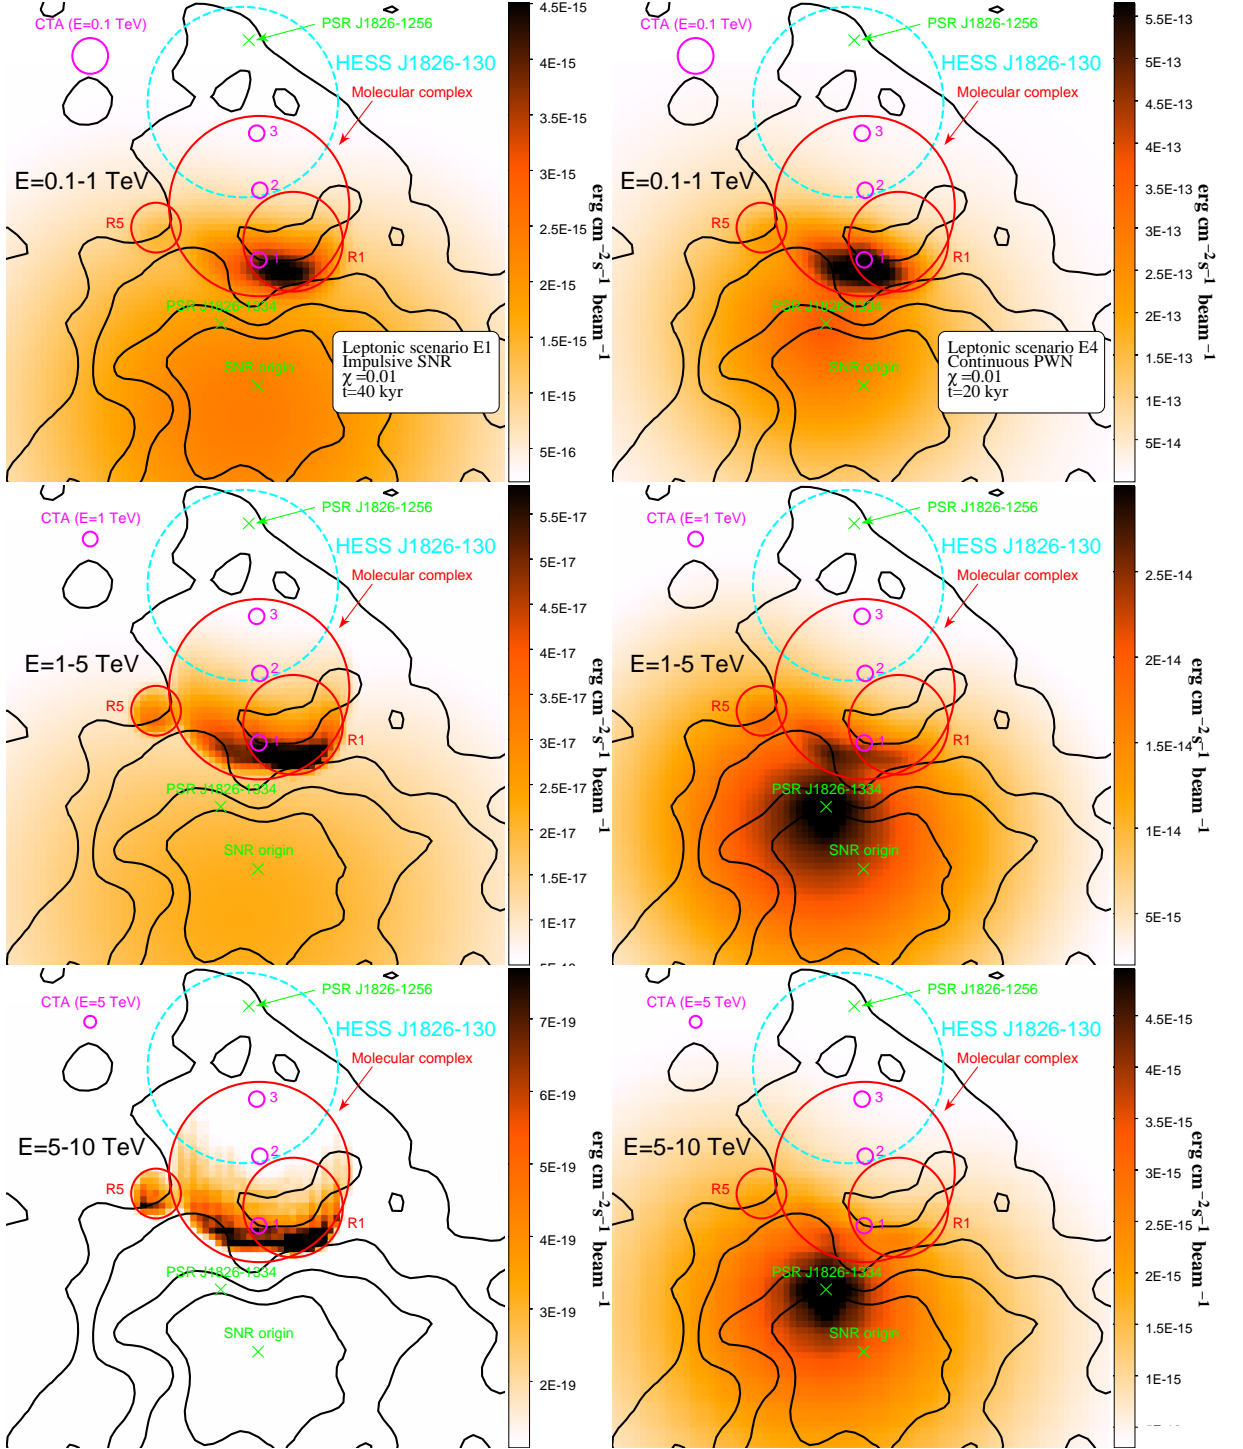 CTA (E=0.1 TeV)
PSR J1826-1256
HESS J1826-130
Molecular complex
3
E=0.1-1 TeV
2
R5
1
R1
PSR J1826-1334
SNR origin
Leptonic scenario E1
Impulsive SNR
χ =0.01
t=40 kyr
4.5E-15
4E-15
3.5E-15
3E-15
2.5E-15
2E-15
1.5E-15
1E-15
5E-16
erg cm−2s−1 beam−1
CTA (E=0.1 TeV)
PSR J1826-1256
HESS J1826-130
Molecular complex
3
E=0.1-1 TeV
2
R5
1
R1
PSR J1826-1334
SNR origin
Leptonic scenario E4
Continuous PWN
χ =0.01
t=20 kyr
5.5E-13
5E-13
4.5E-13
4E-13
3.5E-13
3E-13
2.5E-13
2E-13
1.5E-13
1E-13
5E-14
erg cm−2s−1 beam−1
CTA (E=1 TeV)
PSR J1826-1256
HESS J1826-130
Molecular complex
3
E=1-5 TeV
2
R5
1
R1
PSR J1826-1334
SNR origin
5.5E-17
5E-17
4.5E-17
4E-17
3.5E-17
3E-17
2.5E-17
2E-17
1.5E-17
1E-17
erg cm−2s−1 beam−1
CTA (E=1 TeV)
PSR J1826-1256
HESS J1826-130
Molecular complex
3
E=1-5 TeV
2
R5
1
R1
PSR J1826-1334
SNR origin
2.5E-14
2E-14
1.5E-14
1E-14
5E-15
erg cm−2s−1 beam−1
CTA (E=5 TeV)
PSR J1826-1256
HESS J1826-130
Molecular complex
3
E=5-10 TeV
2
R5
1
R1
PSR J1826-1334
SNR origin
7E-19
6E-19
5E-19
4E-19
3E-19
2E-19
erg cm−2s−1 beam−1
CTA (E=5 TeV)
PSR J1826-1256
HESS J1826-130
Molecular complex
3
E=5-10 TeV
2
R5
1
R1
PSR J1826-1334
SNR origin
4.5E-15
4E-15
3.5E-15
3E-15
2.5E-15
2E-15
1.5E-15
1E-15
erg cm−2s−1 beam−1